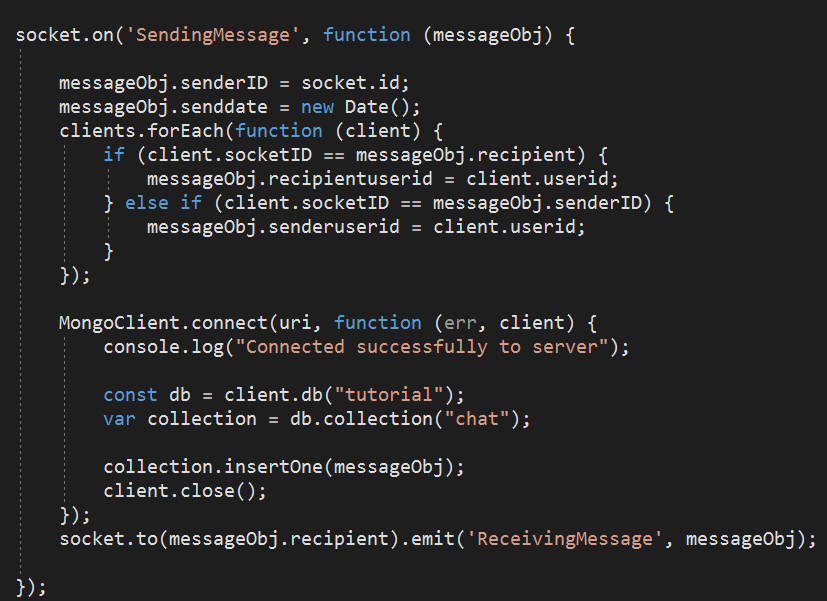 socket.on('SendingMessage', function (messageObj) {
messageObj.senderID = socket.id;
messageObj.senddate = new Date();
clients.forEach(function (client) {
if (client.socketID == messageObj.recipient) {
messageObj.recipientuserid = client.userid;
} else if (client.socketID == messageObj.senderID) {
messageObj.senderuserid = client.userid;
}
});
MongoClient.connect(uri, function (err, client) {
console.log("Connected successfully to server");
const db = client.db("tutorial");
var collection = db.collection("chat");
collection.insertOne(messageObj);
client.close();
});
socket.to(messageObj.recipient).emit('ReceivingMessage', messageObj);
});